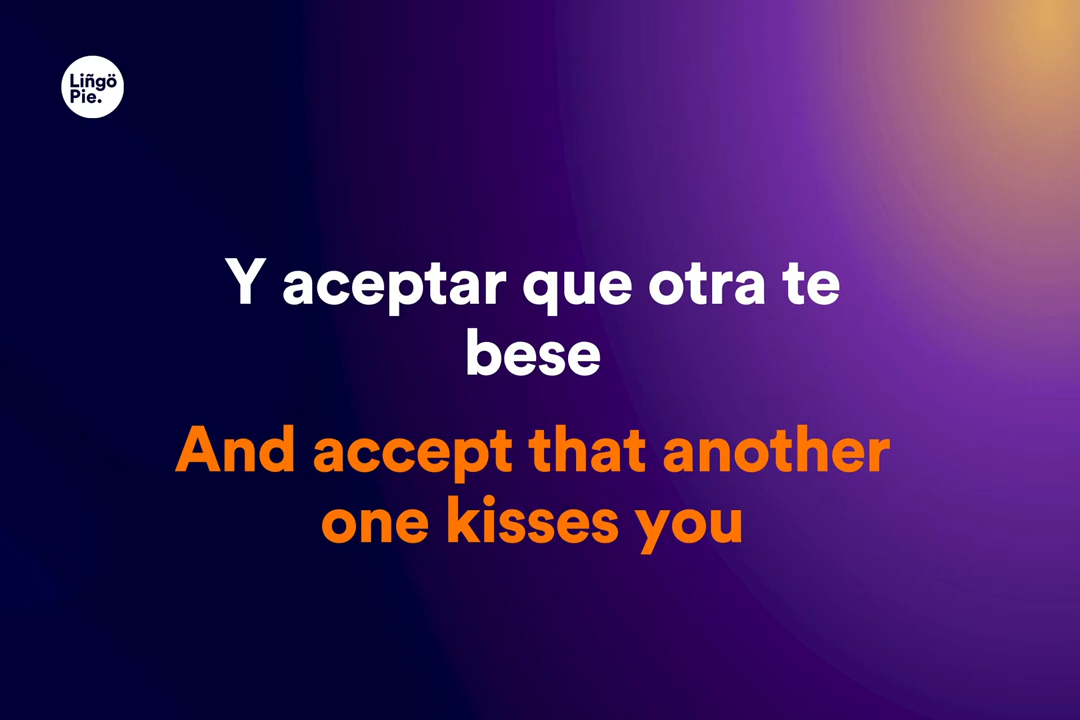 Liñgö
Pie.
Y aceptar que otra te
bese
And accept that another
one kisses you